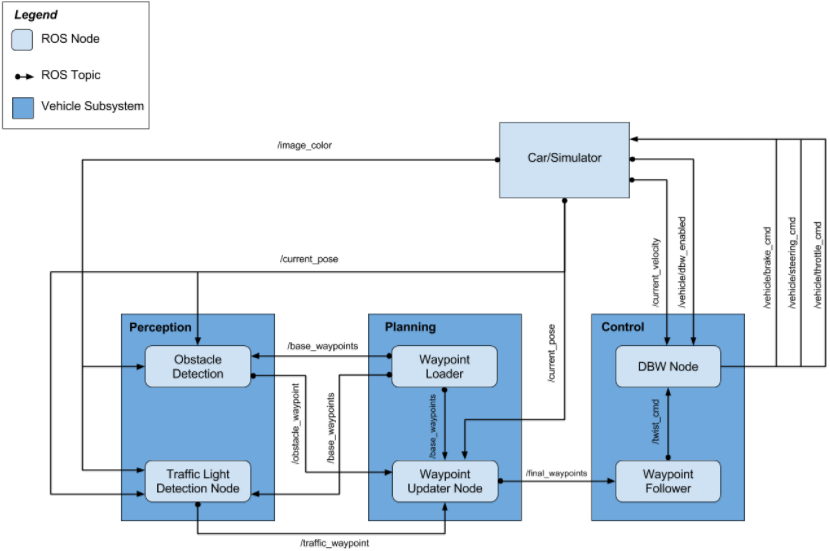 Legend
ROS Node
ROS Topic
Vehicle Subsystem
/image_color
Car/Simulator
/current_pose
/current_velocity
/vehicle/dbw_enabled
/vehicle/brake_cmd
/vehicle/steering_cmd
/vehicle/throttle_cmd
/current_pose
Perception
Planning
Control
Obstacle
Detection
/base_waypoints
Waypoint
Loader
DBW Node
/obstacle_waypoint
/base_waypoints
/base_waypoints
/twist_cmd
Traffic Light
Detection Node
Waypoint
Updater Node
/final_waypoints
Waypoint
Follower
/traffic_waypoint